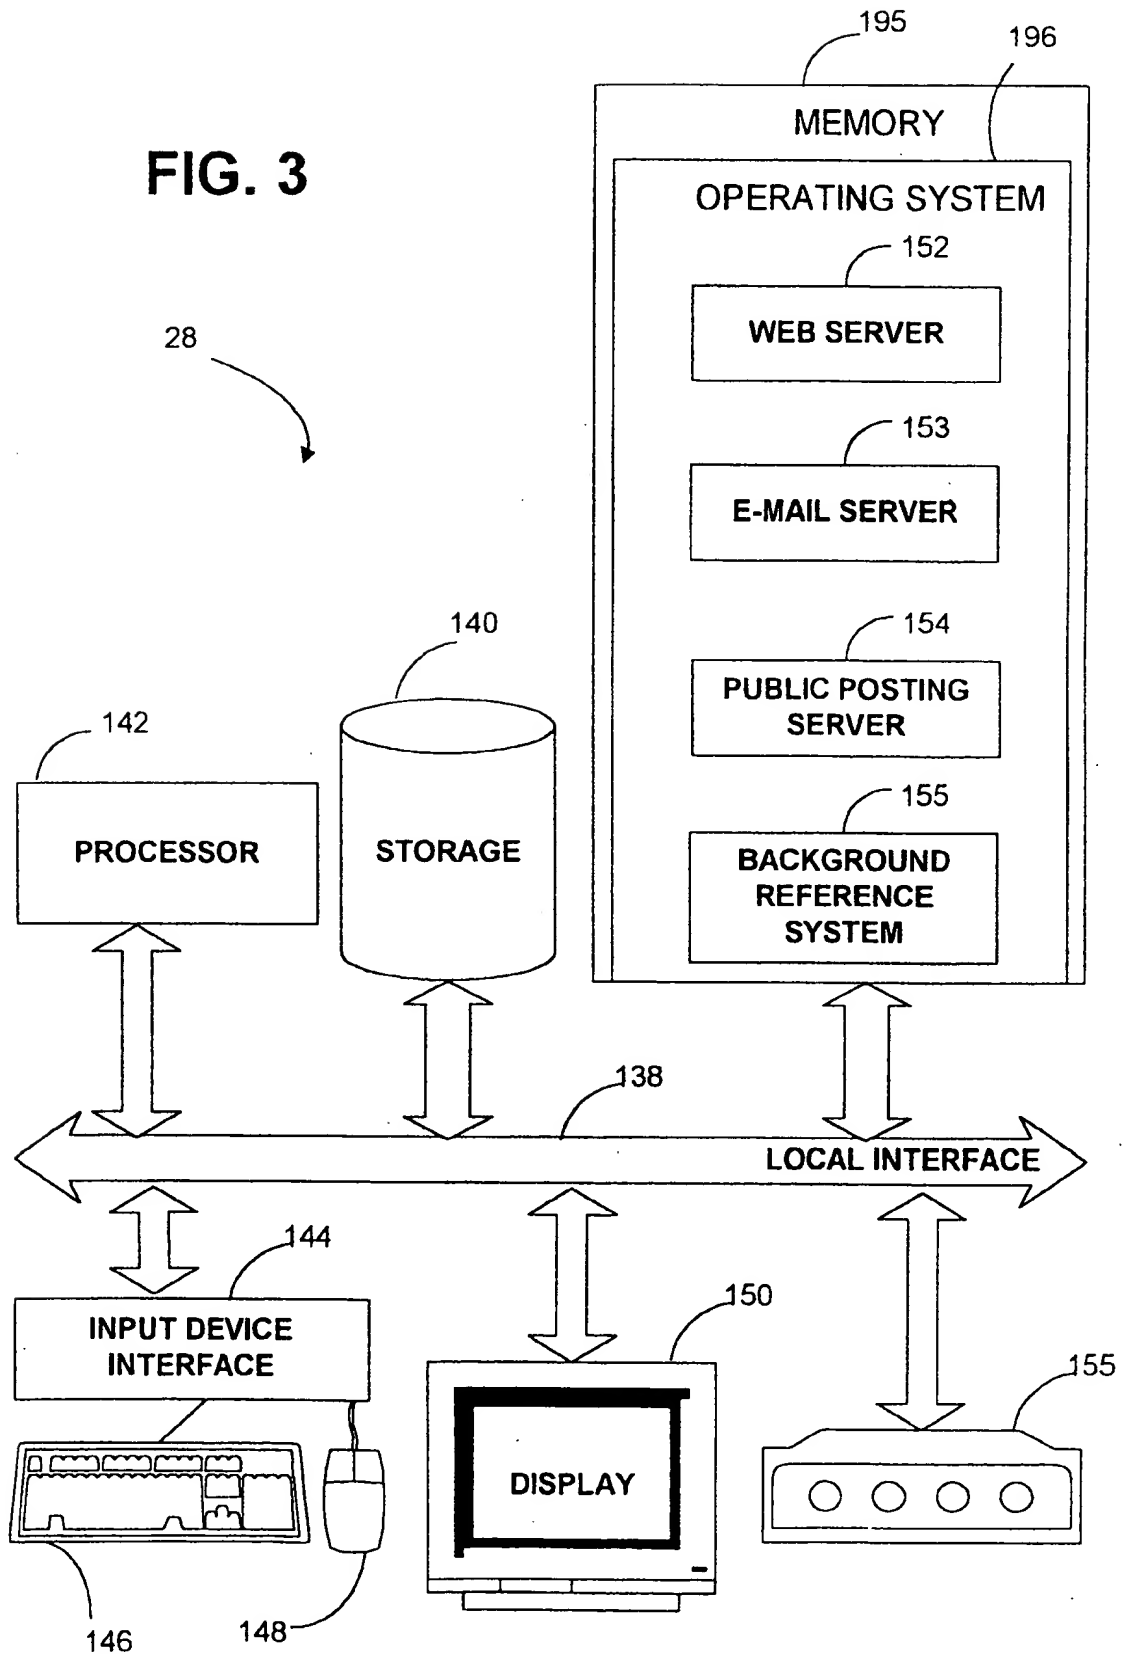 195
196
MEMORY
FIG. 3
OPERATING SYSTEM
152
WEB SERVER
28
153
E-MAIL SERVER
140
154
PUBLIC POSTING
SERVER
142
155
PROCESSOR
STORAGE
BACKGROUND
REFERENCE
SYSTEM
138
LOCAL INTERFACE
144
INPUT DEVICE
INTERFACE
150
155
DISPLAY
146
148